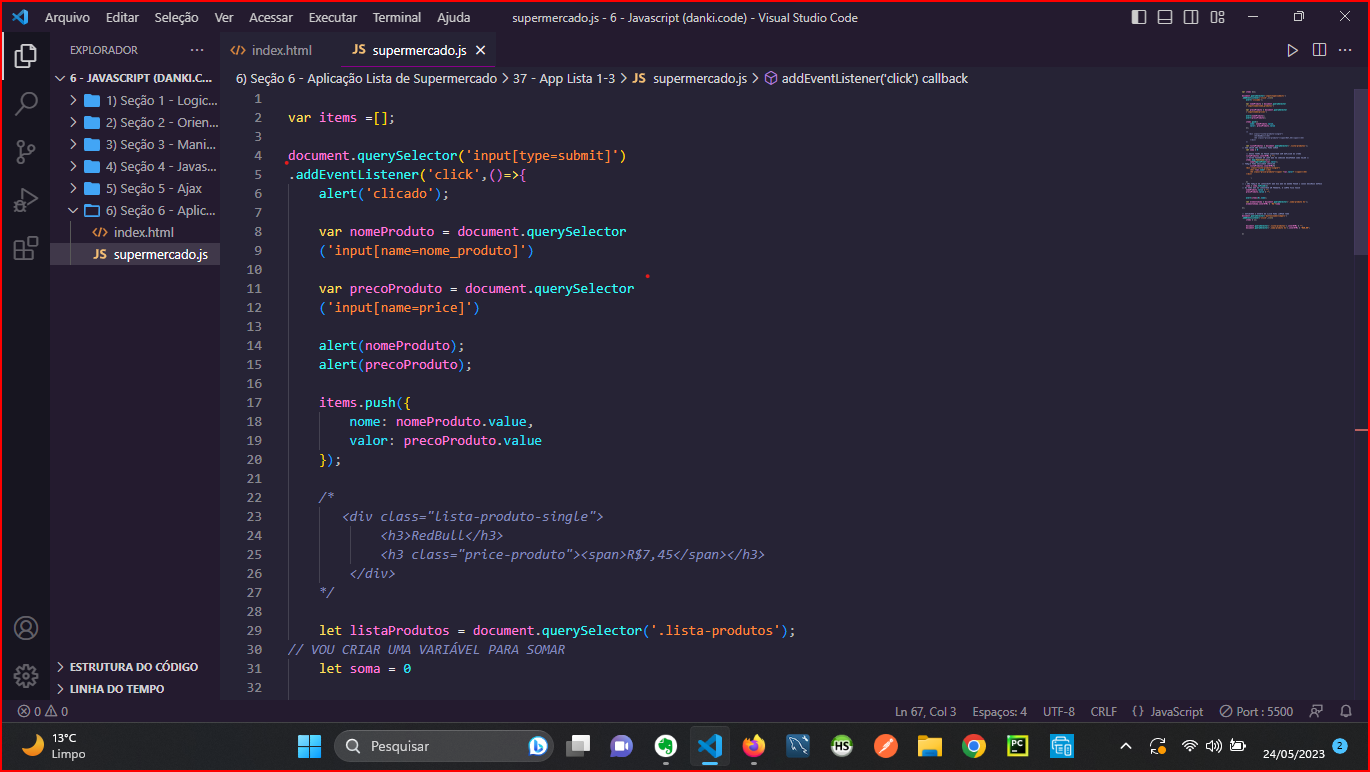 Arquivo Editar Seleção Ver Acessar Executar Terminal Ajuda supermercado.js - 6 - Javascript (danki.code) - Visual Studio Code
EXPLORADOR ...
index.html JS supermercado.js
6 - JAVASCRIPT (DANKI.C...
1) Seção 1 - Logic...
2) Seção 2 - Orien...
3) Seção 3 - Mani...
4) Seção 4 - Javas...
5) Seção 5 - Ajax
6) Seção 6 - Aplic...
index.html
JS supermercado.js
ESTRUTURA DO CÓDIGO
LINHA DO TEMPO
6) Seção 6 - Aplicação Lista de Supermercado > 37 - App Lista 1-3 > JS supermercado.js > addEventListener('click') callback
1
2 var items =[];
3
4 document.querySelector('input[type=submit]')
5 .addEventListener('click',()=>{
6 alert('clicado');
7
8 var nomeProduto = document.querySelector
9 ('input[name=nome_produto]')
10
11 var precoProduto = document.querySelector
12 ('input[name=price]')
13
14 alert(nomeProduto);
15 alert(precoProduto);
16
17 items.push({
18 nome: nomeProduto.value,
19 valor: precoProduto.value
20 });
21
22 /*
23 <div class="lista-produto-single">
24 <h3>RedBull</h3>
25 <h3 class="price-produto"><span>R$7,45</span></h3>
26 </div>
27 */
28
29 let listaProdutos = document.querySelector('.lista-produtos');
30 // VOU CRIAR UMA VARIÁVEL PARA SOMAR
31 let soma = 0
32
0 0 Ln 67, Col 3 Espaços: 4 UTF-8 CRLF {} JavaScript Port : 5500
13°C
Limpo
Pesquisar
HS
PC
24/05/2023 2